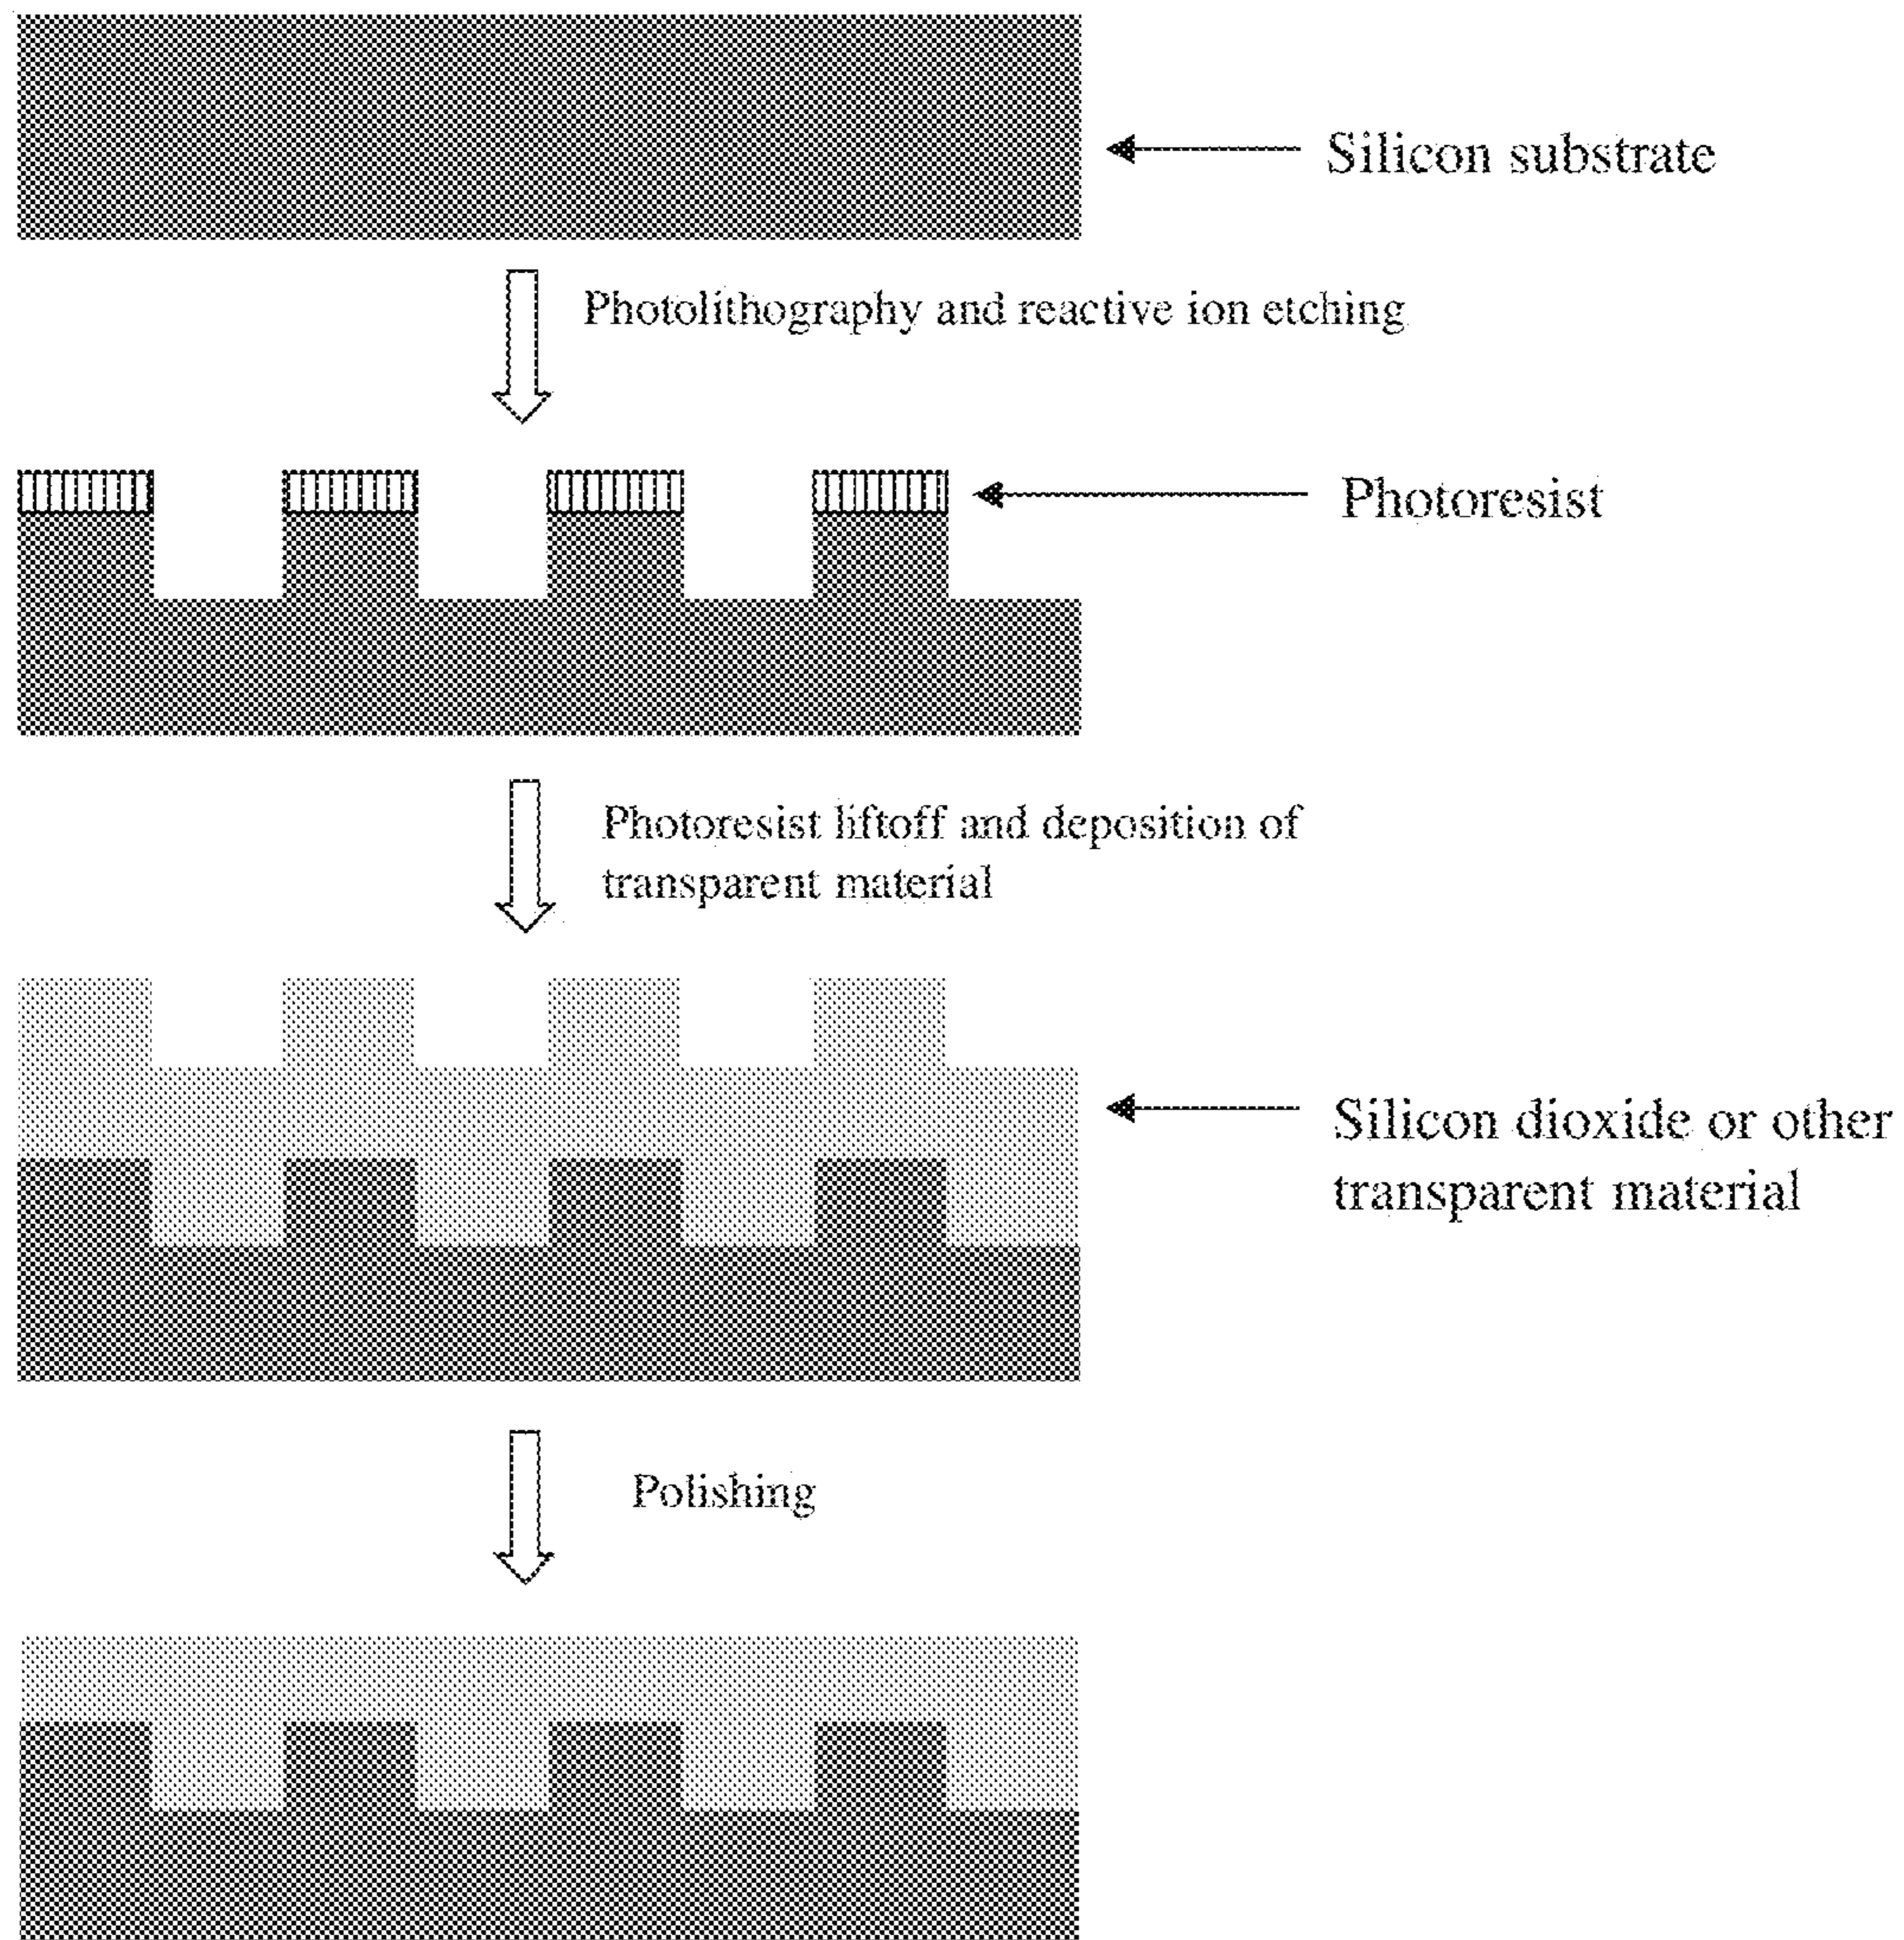 Silicon substrate
Photolithography and reactive ion etching
Photoresist
Photoresist liftoff and deposition of
transparent material
Silicon dioxide or other
transparent material
Polishing